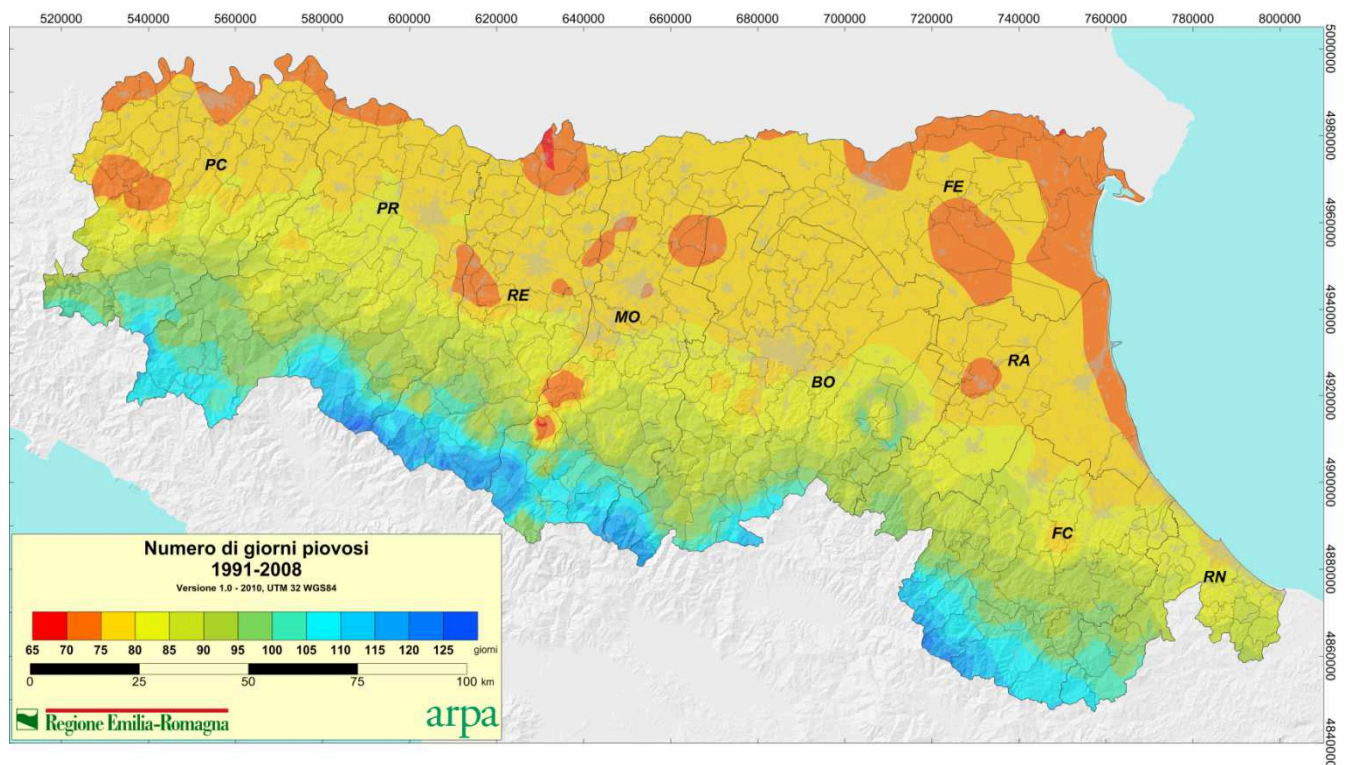 520000 540000 560000 580000 600000 620000 640000 660000 680000 700000 720000 740000 760000 780000 800000
5000000
4980000
4960000
4940000
4920000
4900000
4880000
4860000
4840000
PC
FE
PR
RE
MO
RA
BO
FC
RN
Numero di giorni piovosi
1991-2008
Versione 1.0 - 2010, UTM 32 WGS84
65 70 75 80 85 90 95 100 105 110 115 120 125 giorni
0 25 50 75 100 km
Regione Emilia-Romagna
arpa